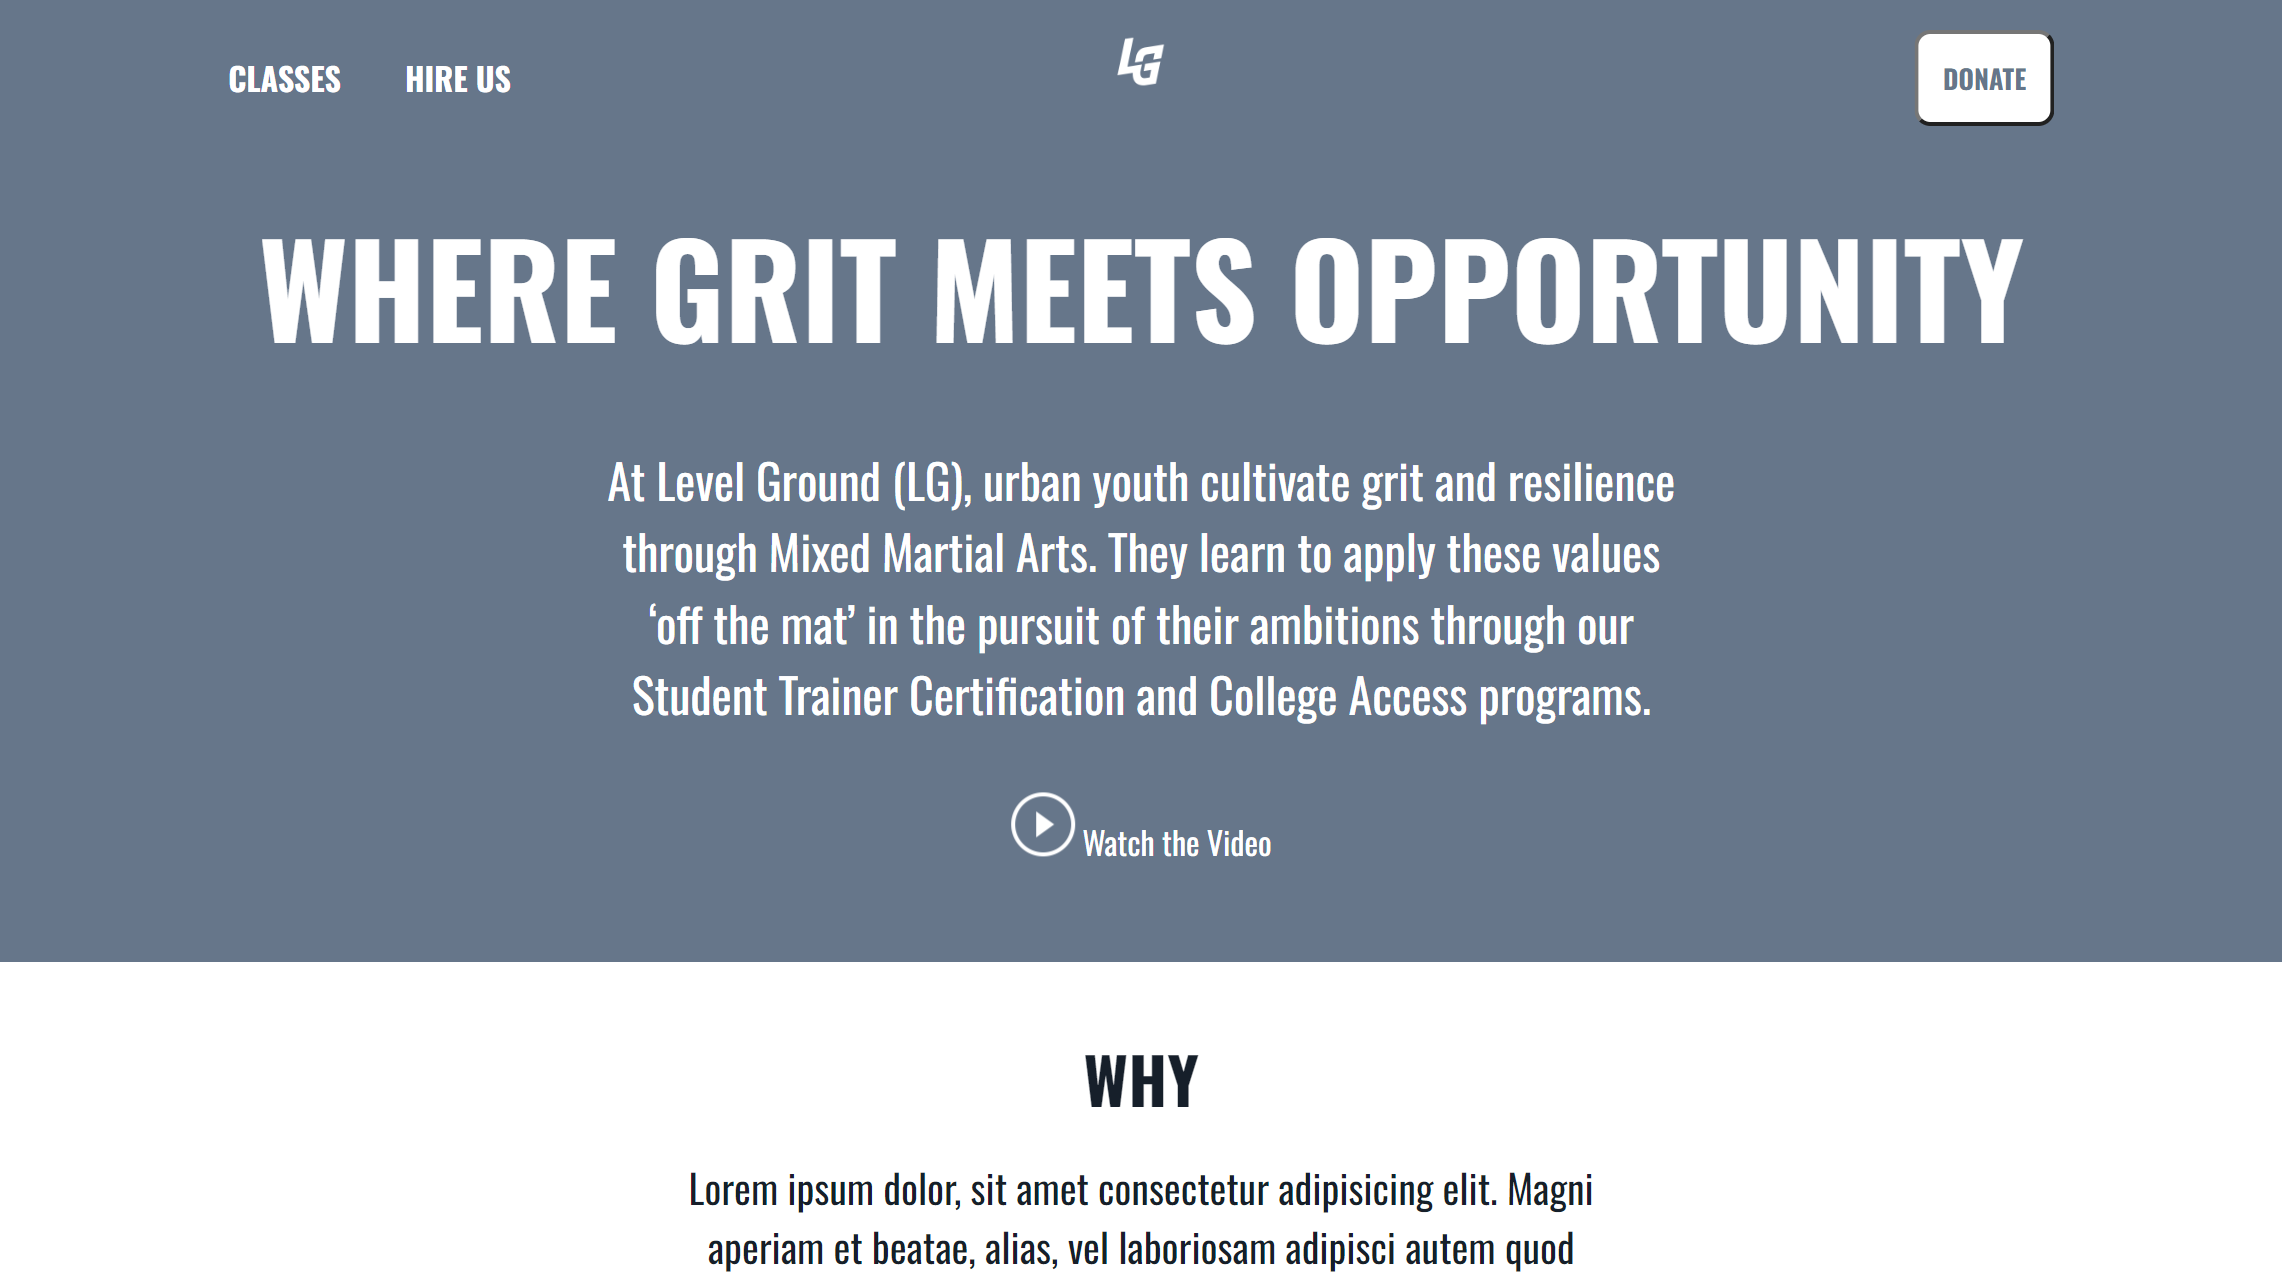 CLASSES HIRE US LG DONATE
WHERE GRIT MEETS OPPORTUNITY
At Level Ground (LG), urban youth cultivate grit and resilience
through Mixed Martial Arts. They learn to apply these values
‘off the mat’ in the pursuit of their ambitions through our
Student Trainer Certification and College Access programs.
Watch the Video
WHY
Lorem ipsum dolor, sit amet consectetur adipisicing elit. Magni
aperiam et beatae, alias, vel laboriosam adipisci autem quod